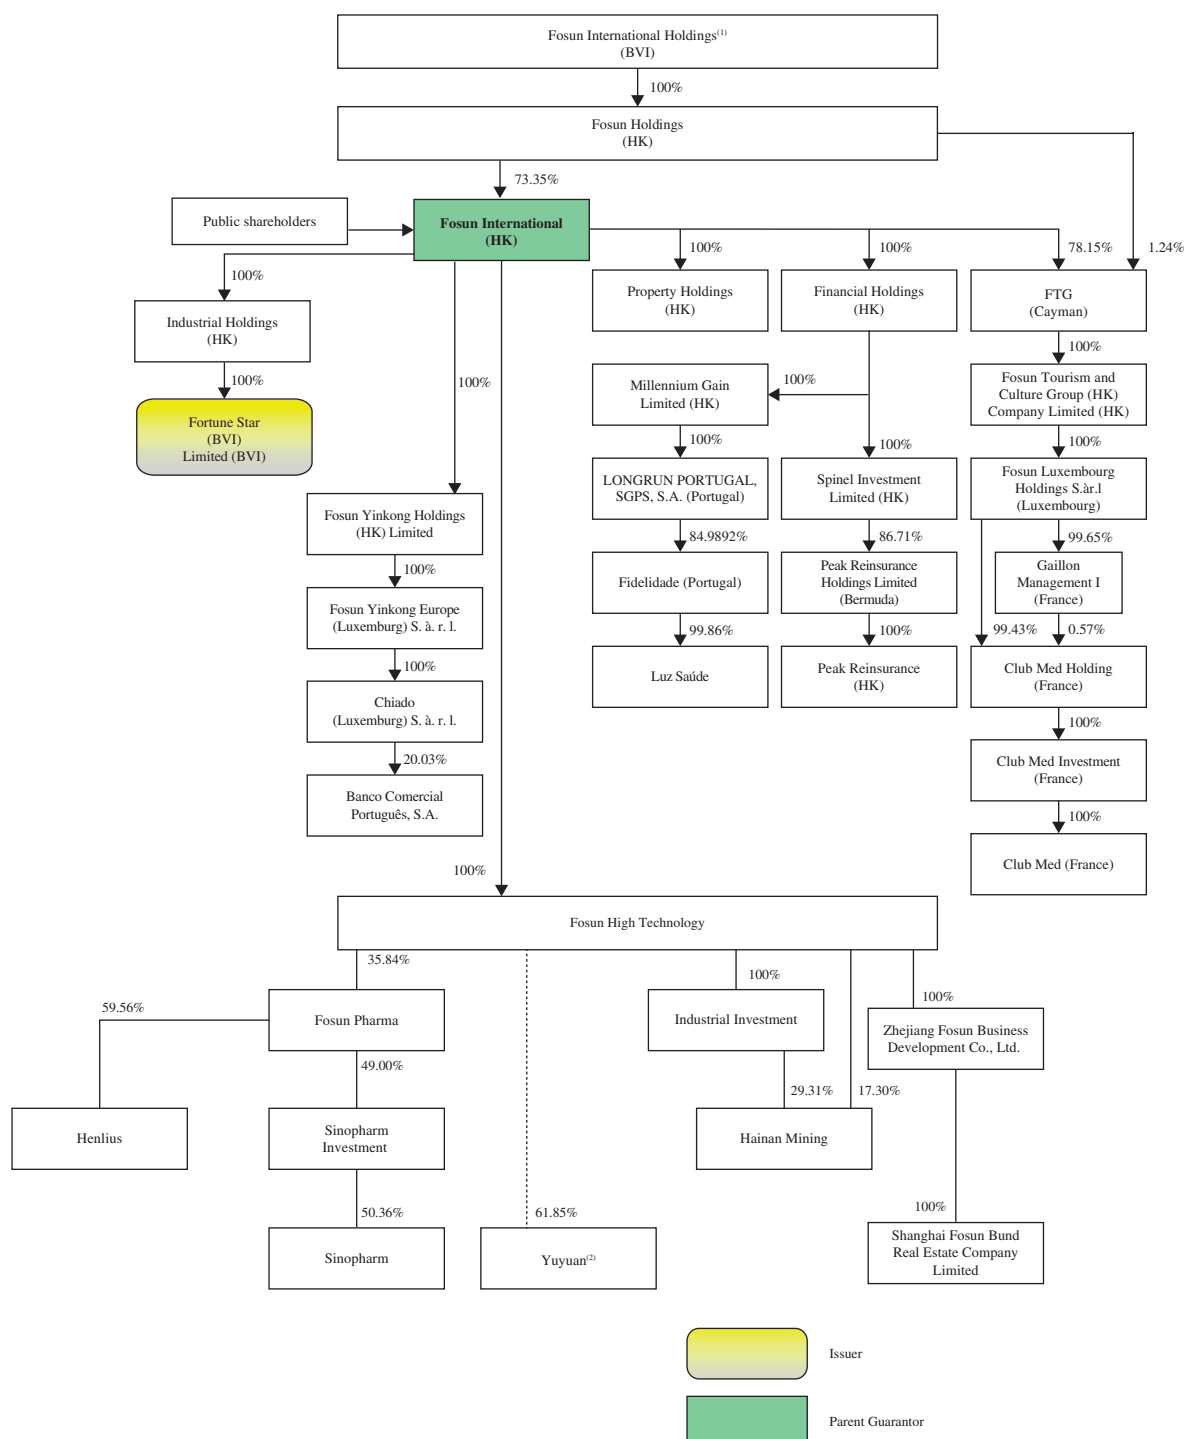 Fosun International Holdings(1)
(BVI)
100%
Fosun Holdings
(HK)
73.35%
Public shareholders
Fosun International
(HK)
100%
100%
78.15%
1.24%
100%
Property Holdings
(HK)
Financial Holdings
(HK)
FTG
(Cayman)
Industrial Holdings
(HK)
100%
100%
100%
100%
Millennium Gain
Limited (HK)
Fosun Tourism and
Culture Group (HK)
Company Limited (HK)
Fortune Star
(BVI)
Limited (BVI)
100%
100%
100%
LONGRUN PORTUGAL,
SGPS, S.A. (Portugal)
Spinel Investment
Limited (HK)
Fosun Luxembourg
Holdings S.àr.l
(Luxembourg)
Fosun Yinkong Holdings
(HK) Limited
84.9892%
86.71%
99.65%
100%
Fidelidade (Portugal)
Peak Reinsurance
Holdings Limited
(Bermuda)
Gaillon
Management I
(France)
Fosun Yinkong Europe
(Luxemburg) S. à. r. l.
99.86%
100%
99.43%
0.57%
100%
Luz Saúde
Peak Reinsurance
(HK)
Club Med Holding
(France)
Chiado
(Luxemburg) S. à. r. l.
100%
20.03%
Club Med Investment
(France)
Banco Comercial
Português, S.A.
100%
Club Med (France)
100%
Fosun High Technology
35.84%
100%
100%
59.56%
Fosun Pharma
Industrial Investment
Zhejiang Fosun Business
Development Co., Ltd.
49.00%
29.31%
17.30%
Henlius
Sinopharm
Investment
Hainan Mining
50.36%
61.85%
100%
Sinopharm
Yuyuan(2)
Shanghai Fosun Bund
Real Estate Company
Limited
Issuer
Parent Guarantor